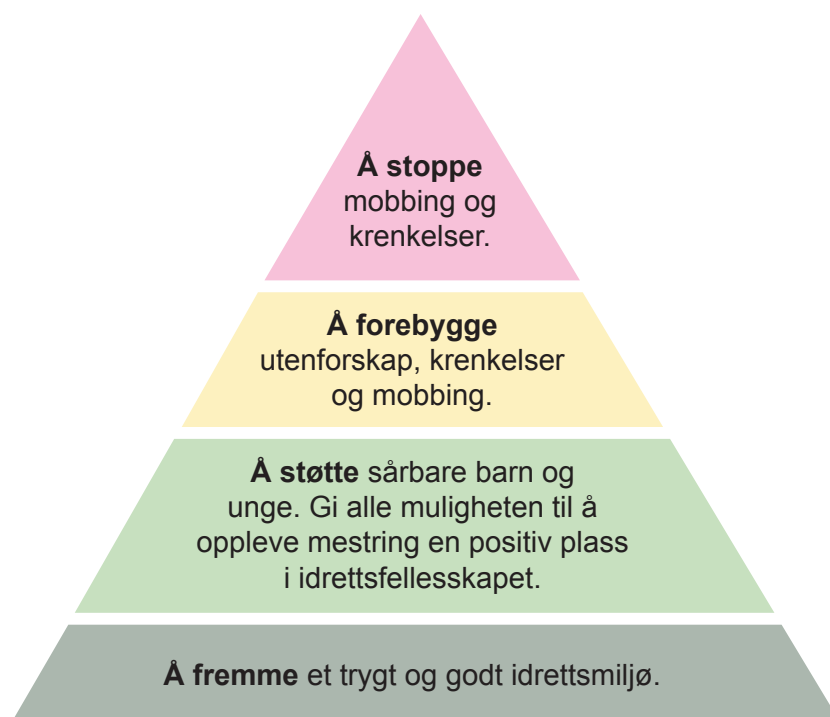 Å stoppe
mobbing og
krenkelser.
Å forebygge
utenforskap, krenkelser
og mobbing.
Å støtte sårbare barn og
unge. Gi alle muligheten til å
oppleve mestring en positiv plass
i idrettsfellesskapet.
Å fremme et trygt og godt idrettsmiljø.